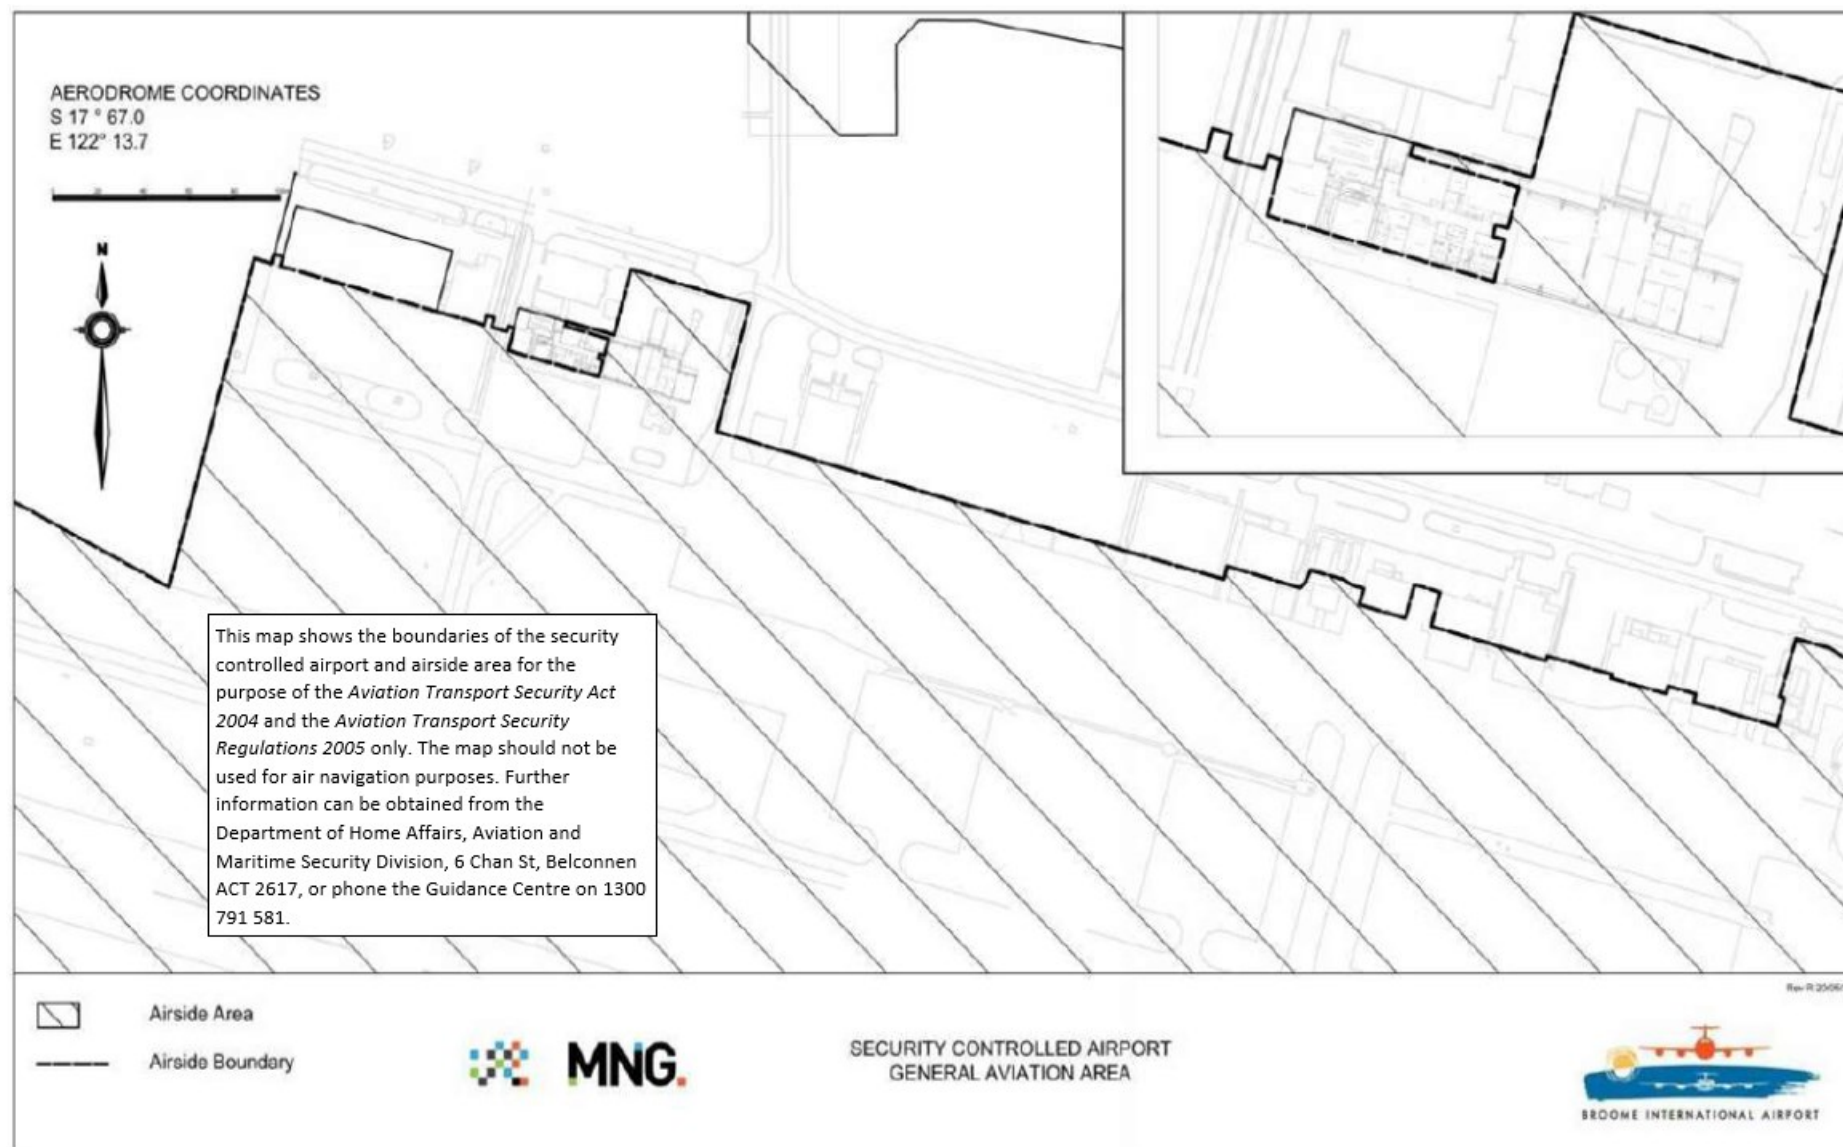 AERODROME COORDINATES
S 17 ° 67.0
E 122° 13.7
N
This map shows the boundaries of the security
controlled airport and airside area for the
purpose of the Aviation Transport Security Act
2004 and the Aviation Transport Security
Regulations 2005 only. The map should not be
used for air navigation purposes. Further
information can be obtained from the
Department of Home Affairs, Aviation and
Maritime Security Division, 6 Chan St, Belconnen
ACT 2617, or phone the Guidance Centre on 1300
791 581.
Airside Area
Airside Boundary
MNG.
SECURITY CONTROLLED AIRPORT
GENERAL AVIATION AREA
BROOME INTERNATIONAL AIRPORT